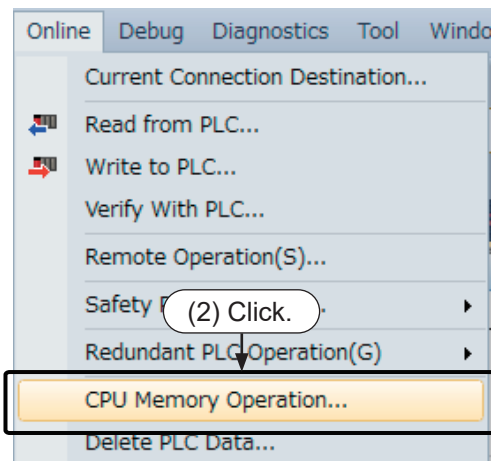 Online Debug Diagnostics Tool Windo
Current Connection Destination...
Read from PLC...
Write to PLC...
Verify With PLC...
Remote Operation(S)...
Safety
(2) Click.
Redundant PLC Operation(G)
CPU Memory Operation...
Delete PLC Data...